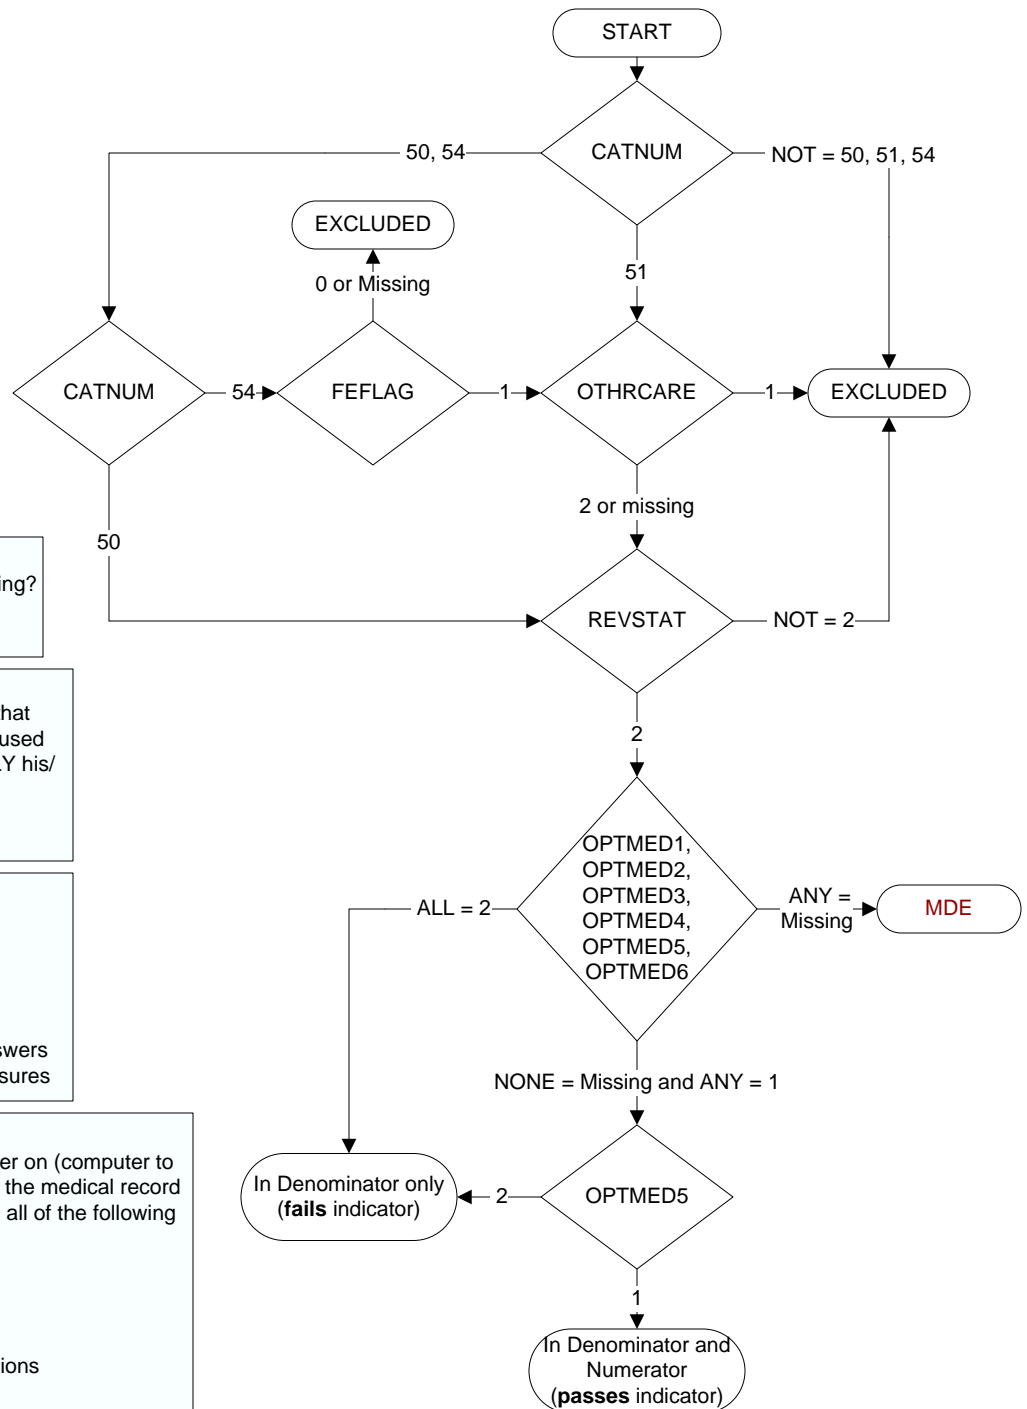 START
CATNUM
50, 54
NOT = 50, 51, 54
EXCLUDED
0 or Missing
51
CATNUM
54
FEFLAG
1
OTHRCARE
1
EXCLUDED
2 or missing
50
REVSTAT
NOT = 2
2
OPTMED1,
OPTMED2,
OPTMED3,
OPTMED4,
OPTMED5,
OPTMED6
ALL = 2
ANY =
Missing
MDE
NONE = Missing and ANY = 1
In Denominator only
(fails indicator)
2
OPTMED5
1
In Denominator and
Numerator
(passes indicator)
ing?
that
used
LY his/
swers
sures
er on (computer to
the medical record
all of the following
ions